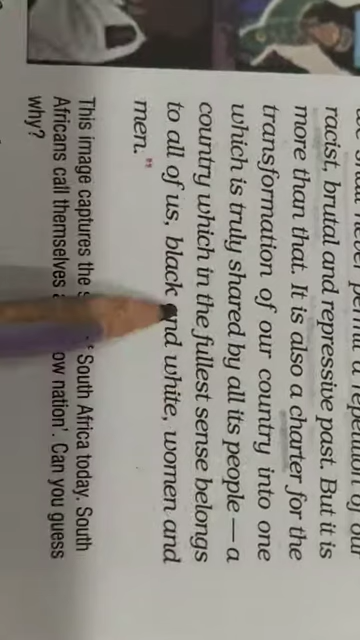 racist, brutal and repressive past. But it is
more than that. It is also a charter for the
transformation of our country into one
which is truly shared by all its people — a
country which in the fullest sense belongs
to all of us, black and white, women and
men."
This image captures the South Africa today. South
Africans call themselves ow nation'. Can you guess
why?